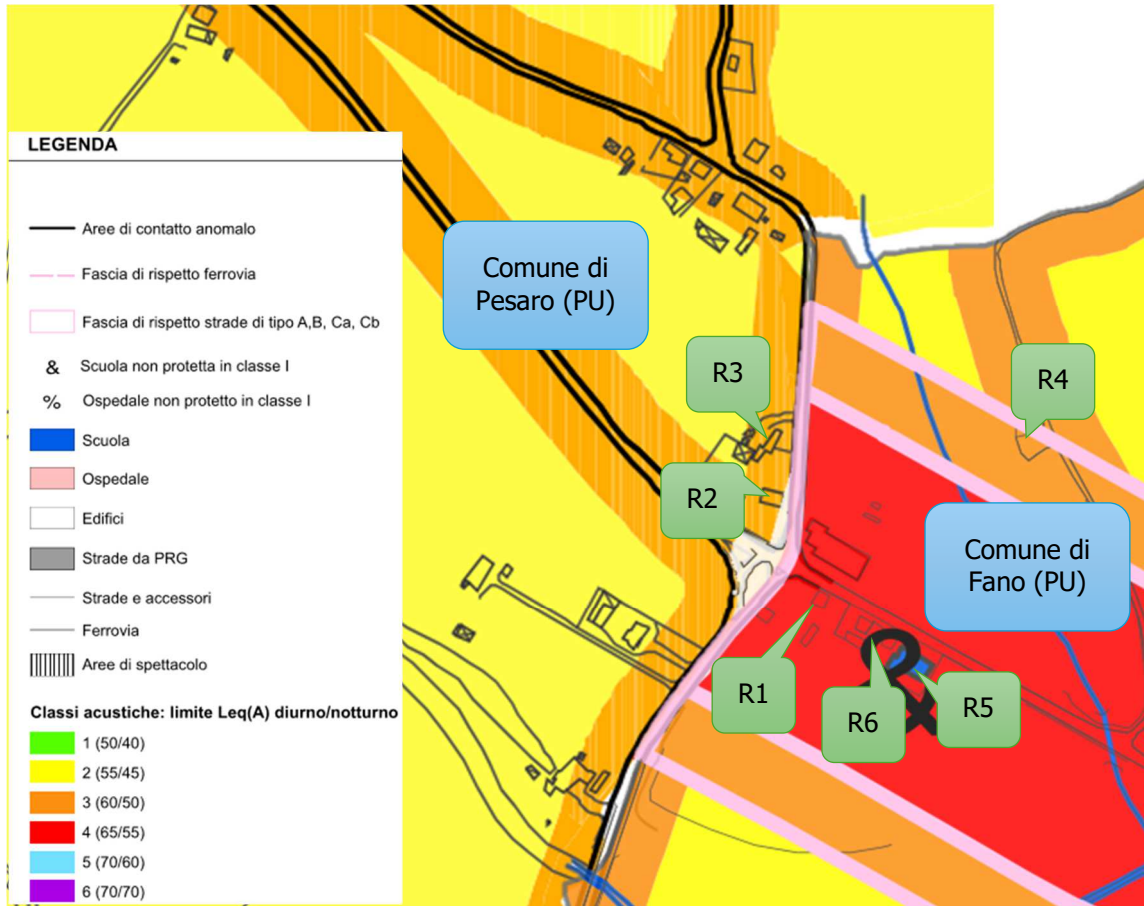 LEGENDA
Aree di contatto anomalo
Fascia di rispetto ferrovia
Fascia di rispetto strade di tipo A,B, Ca, Cb
& Scuola non protetta in classe I
% Ospedale non protetto in classe I
Scuola
Ospedale
Edifici
Strade da PRG
Strade e accessori
Ferrovia
Aree di spettacolo
Classi acustiche: limite Leq(A) diurno/notturno
1 (50/40)
2 (55/45)
3 (60/50)
4 (65/55)
5 (70/60)
6 (70/70)
Comune di
Pesaro (PU)
R3
R4
R2
Comune di
Fano (PU)
&
R1
R6
R5